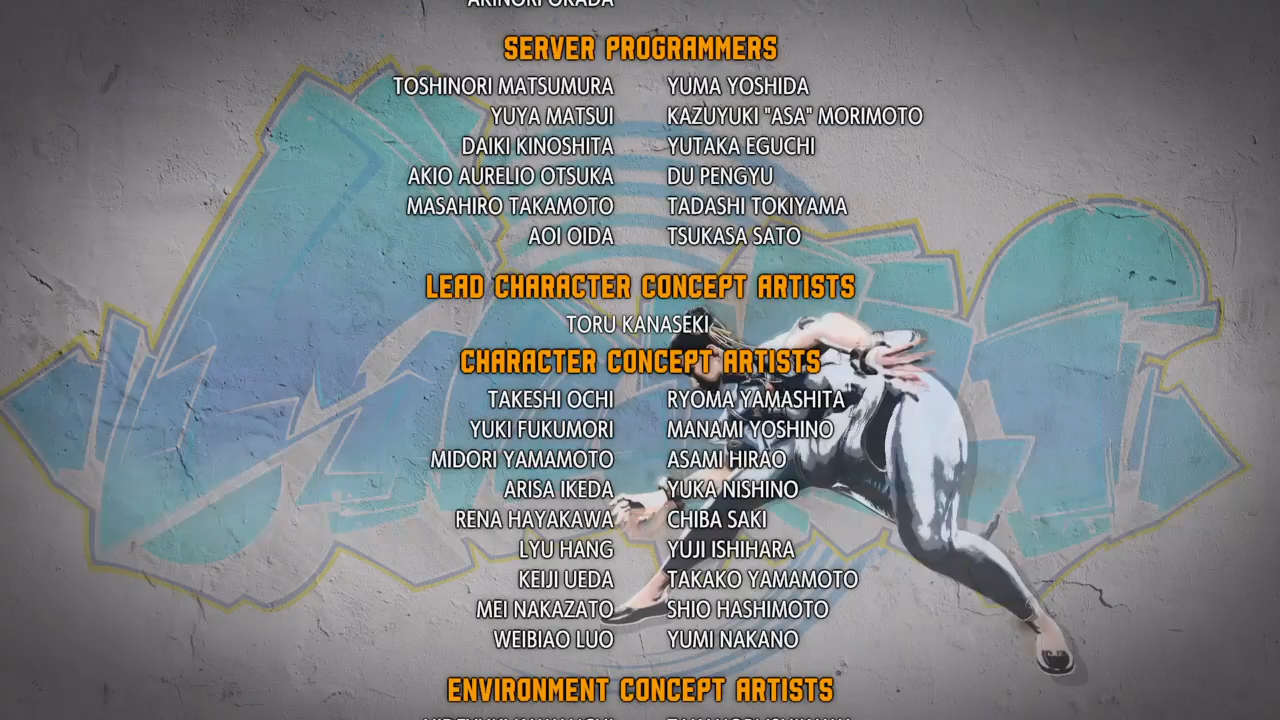 AKINORI OKADA
SERVER PROGRAMMERS
TOSHINORI MATSUMURA YUMA YOSHIDA
YUYA MATSUI KAZUYUKI "ASA" MORIMOTO
DAIKI KINOSHITA YUTAKA EGUCHI
AKIO AURELIO OTSUKA DU PENGYU
MASAHIRO TAKAMOTO TADASHI TOKIYAMA
AOI OIDA TSUKASA SATO
LEAD CHARACTER CONCEPT ARTISTS
TORU KANASEKI
CHARACTER CONCEPT ARTISTS
TAKESHI OCHI RYOMA YAMASHITA
YUKI FUKUMORI MANAMI YOSHINO
MIDORI YAMAMOTO ASAMI HIRAO
ARISA IKEDA YUKA NISHINO
RENA HAYAKAWA CHIBA SAKI
LYU HANG YUJI ISHIHARA
KEIJI UEDA TAKAKO YAMAMOTO
MEI NAKAZATO SHIO HASHIMOTO
WEIBIAO LUO YUMI NAKANO
ENVIRONMENT CONCEPT ARTISTS